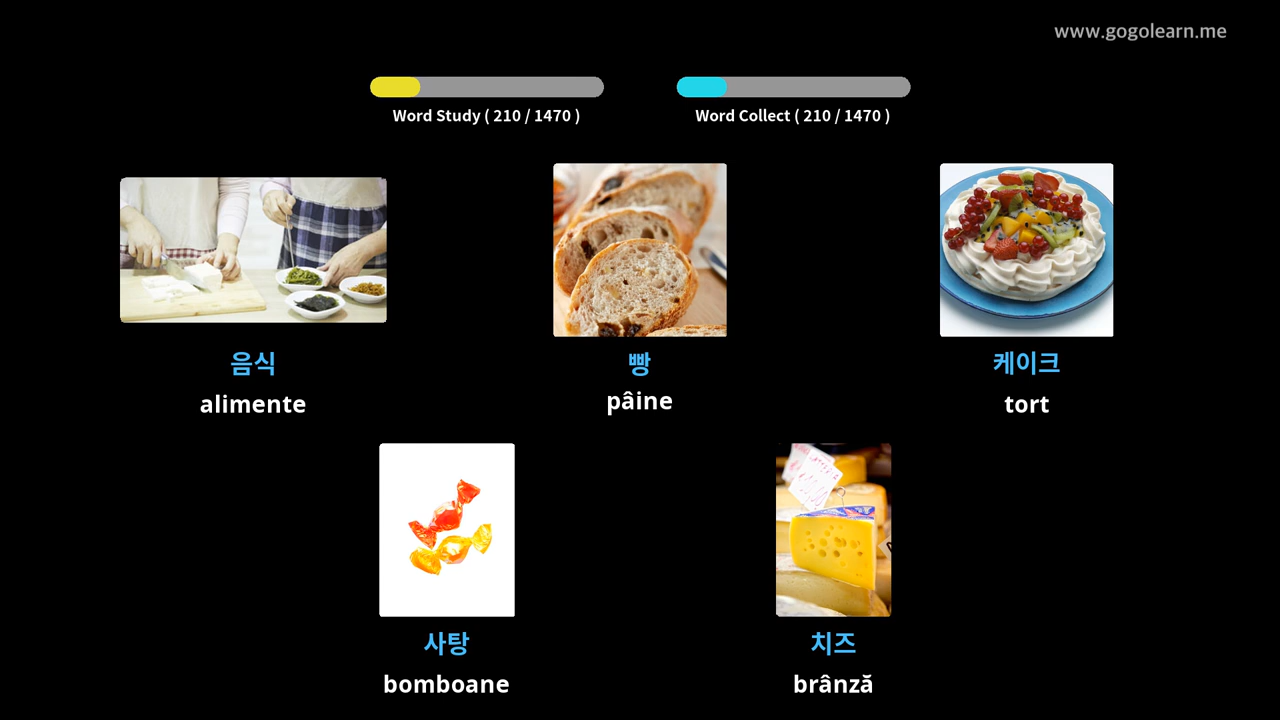 www.gogolearn.me
Word Study ( 210 / 1470 )
Word Collect ( 210 / 1470 )
음식
빵
케이크
alimente
pâine
tort
사탕
치즈
bomboane
brânză